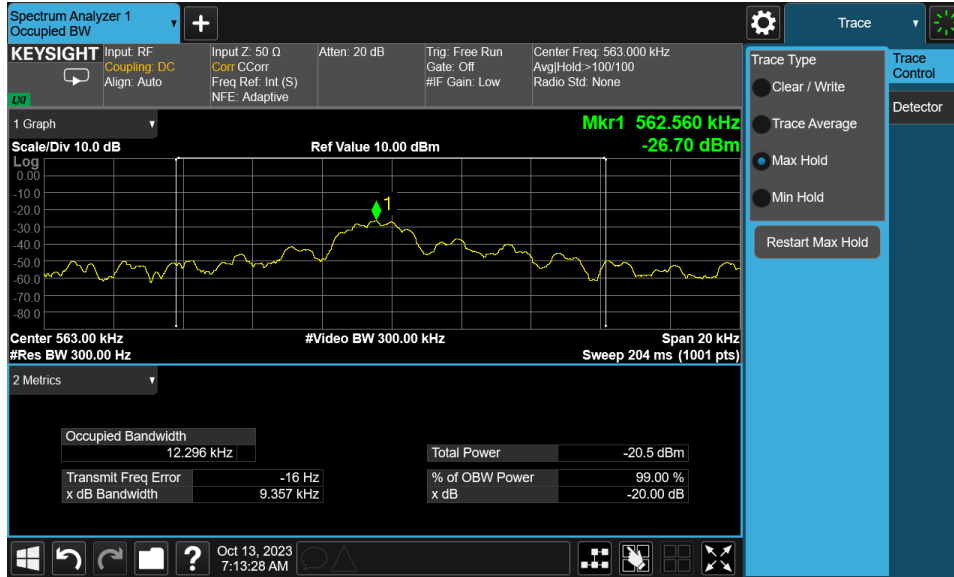 Spectrum Analyzer 1
Occupied BW
+
Trace
KEYSIGHT
LXI
Input: RF
Coupling: DC
Align: Auto
Input Z: 50 Ω
Corr CCorr
Freq Ref: Int (S)
NFE: Adaptive
Atten: 20 dB
Trig: Free Run
Gate: Off
#IF Gain: Low
Center Freq: 563.000 kHz
Avg|Hold:>100/100
Radio Std: None
1 Graph
Mkr1 562.560 kHz
-26.70 dBm
Scale/Div 10.0 dB
Ref Value 10.00 dBm
Log
0.00
-10.0
-20.0
-30.0
-40.0
-50.0
-60.0
-70.0
-80.0
1
Center 563.00 kHz
#Video BW 300.00 kHz
Span 20 kHz
#Res BW 300.00 Hz
Sweep 204 ms (1001 pts)
2 Metrics
Occupied Bandwidth
12.296 kHz
Total Power -20.5 dBm
Transmit Freq Error -16 Hz
% of OBW Power 99.00 %
x dB Bandwidth 9.357 kHz
x dB -20.00 dB
Trace Type
Clear / Write
Trace Average
Max Hold
Min Hold
Restart Max Hold
Trace
Control
Detector
?
Oct 13, 2023
7:13:28 AM